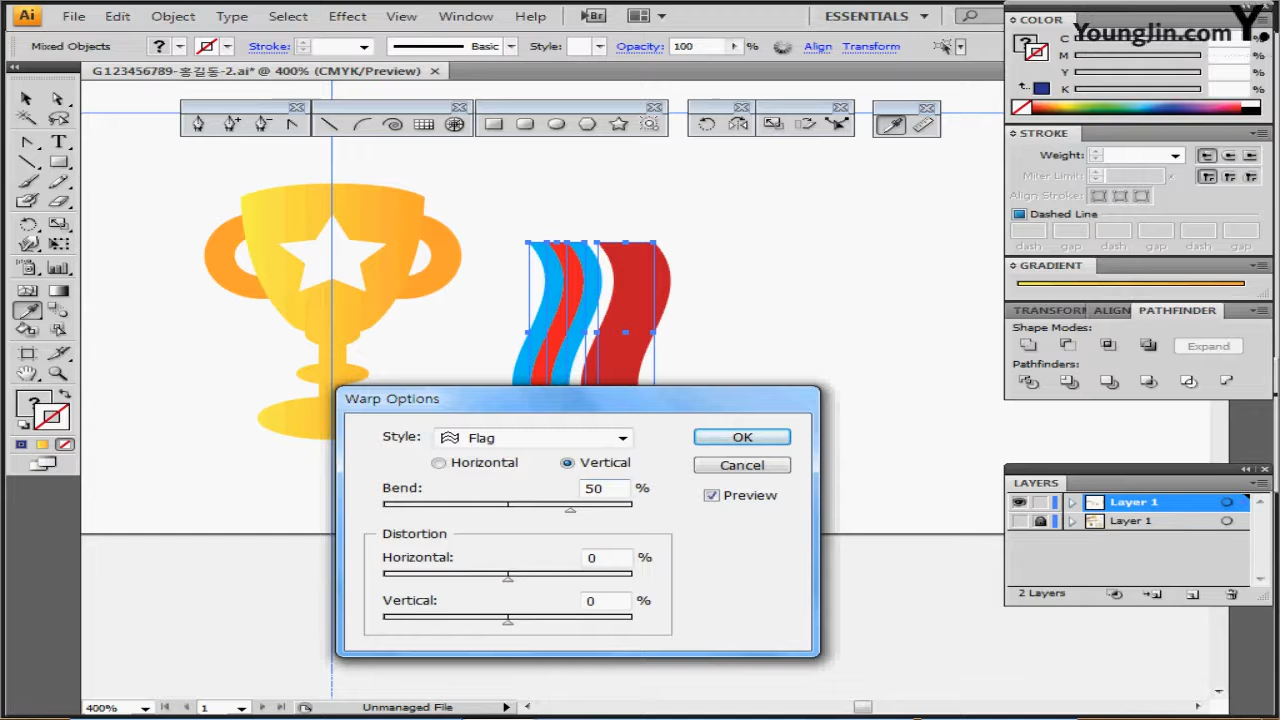 Ai File Edit Object Type Select Effect View Window Help Br ESSENTIALS
Mixed Objects ? Stroke: Basic Style: Opacity: 100 % Align Transform
G123456789-홍길동-2.ai* @ 400% (CMYK/Preview)
YoungJin.com Y.
COLOR
?
C %
M %
Y %
K %
STROKE
Weight:
Miter Limit: x
Align Stroke:
Dashed Line
dash gap dash gap dash gap
GRADIENT
TRANSFORM ALIGN PATHFINDER
Shape Modes:
Expand
Pathfinders:
T
?
Warp Options
Style: Flag OK
Horizontal Vertical Cancel
Bend: 50 % Preview
Distortion
Horizontal: 0 %
Vertical: 0 %
LAYERS
Layer 1
Layer 1
2 Layers
400% 1 Unmanaged File